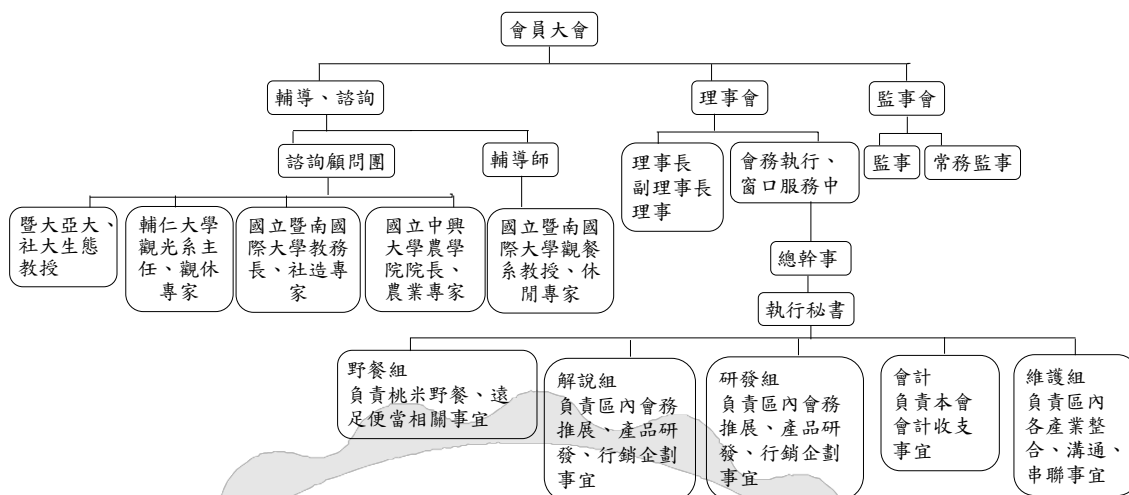 會員大會
輔導、諮詢
理事會
監事會
諮詢顧問團
輔導師
理事長
副理事長
理事
會務執行、
窗口服務中
監事
常務監事
暨大亞大、
社大生態
教授
輔仁大學
觀光系主
任、觀休
專家
國立暨南國
際大學教務
長、社造專
家
國立中興
大學農學
院院長、
農業專家
國立暨南國
際大學觀餐
系教授、休
閒專家
總幹事
執行秘書
野餐組
負責桃米野餐、遠
足便當相關事宜
解說組
負責區內會務
推展、產品研
發、行銷企劃
事宜
研發組
負責區內會務
推展、產品研
發、行銷企劃
事宜
會計
負責本會
會計收支
事宜
維護組
負責區內
各產業整
合、溝通、
串聯事宜